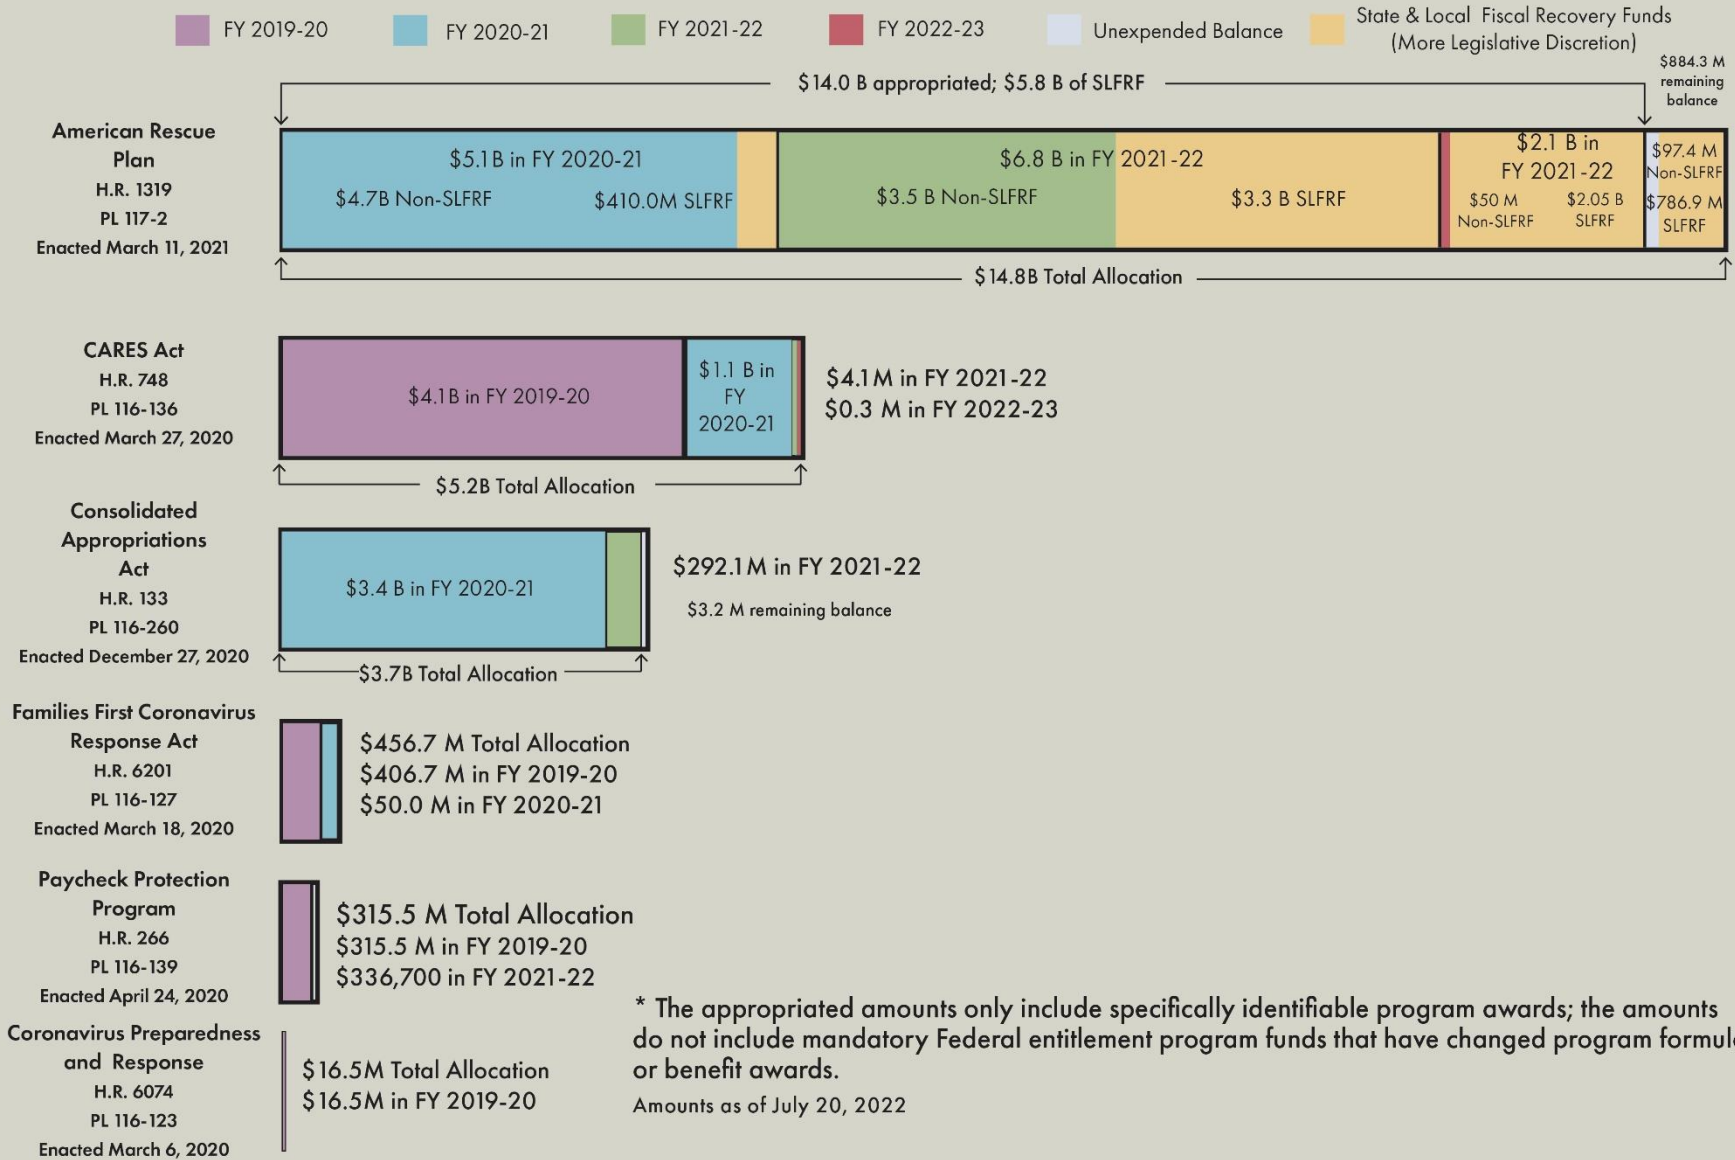 FY 2019-20
FY 2020-21
FY 2021-22
FY 2022-23
Unexpended Balance
State & Local Fiscal Recovery Funds
(More Legislative Discretion)
$14.0 B appropriated; $5.8 B of SLFRF
$884.3 M
remaining
balance
American Rescue
Plan
H.R. 1319
PL 117-2
Enacted March 11, 2021
$5.1B in FY 2020-21
$4.7B Non-SLFRF
$410.0M SLFRF
$6.8 B in FY 2021-22
$3.5 B Non-SLFRF
$3.3 B SLFRF
$2.1 B in
FY 2021-22
$50 M
Non-SLFRF
$2.05 B
SLFRF
$97.4 M
Non-SLFRF
$786.9 M
SLFRF
$14.8B Total Allocation
CARES Act
H.R. 748
PL 116-136
Enacted March 27, 2020
$4.1B in FY 2019-20
$1.1 B in
FY
2020-21
$4.1M in FY 2021-22
$0.3 M in FY 2022-23
$5.2B Total Allocation
Consolidated
Appropriations
Act
H.R. 133
PL 116-260
Enacted December 27, 2020
$3.4 B in FY 2020-21
$292.1M in FY 2021-22
$3.2 M remaining balance
$3.7B Total Allocation
Families First Coronavirus
Response Act
H.R. 6201
PL 116-127
Enacted March 18, 2020
$456.7 M Total Allocation
$406.7 M in FY 2019-20
$50.0 M in FY 2020-21
Paycheck Protection
Program
H.R. 266
PL 116-139
Enacted April 24, 2020
$315.5 M Total Allocation
$315.5 M in FY 2019-20
$336,700 in FY 2021-22
Coronavirus Preparedness
and Response
H.R. 6074
PL 116-123
Enacted March 6, 2020
$16.5M Total Allocation
$16.5M in FY 2019-20
* The appropriated amounts only include specifically identifiable program awards; the amounts
do not include mandatory Federal entitlement program funds that have changed program
or benefit awards.
Amounts as of July 20, 2022